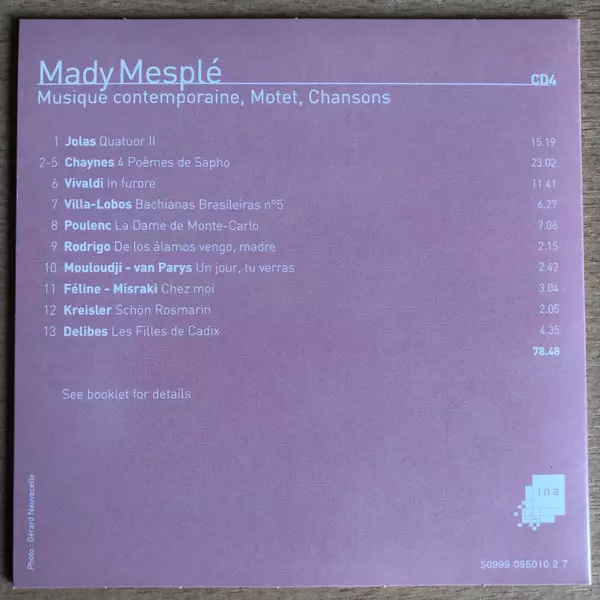 Mady Mesplé CD4
Musique contemporaine, Motet, Chansons
1 Jolas Quatuor II 15.19
2-5 Chaynes 4 Poêmes de Sapho 23.02
6 Vivaldi In furore 11.41
7 Villa-Lobos Bachianas Brasileiras n°5 6.27
8 Poulenc La Dame de Monte-Carlo 7.06
9 Rodrigo De los álamos vengo, madre 2.15
10 Mouloudji - van Parys Un jour, tu verras 2.42
11 Féline - Misraki Chez moi 3.04
12 Kreisler Schön Rosmarin 2.05
13 Delibes Les Filles de Cadix 4.35
78.48
See booklet for details
Photo : Gérard Neuvecelle
ina
50999 095010 2 7